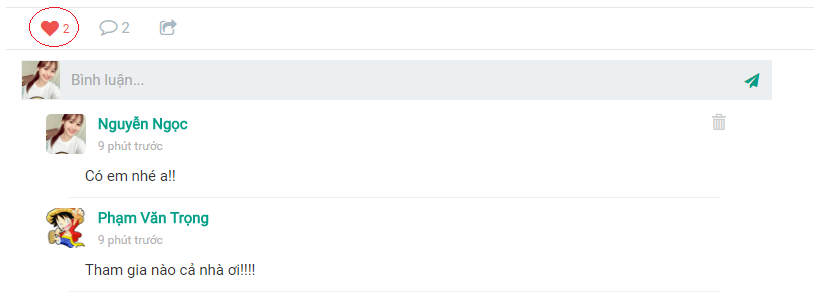 2 2
Bình luận...
Nguyễn Ngọc
9 phút trước
Có em nhé a!!
Phạm Văn Trọng
9 phút trước
Tham gia nào cả nhà ơi!!!!